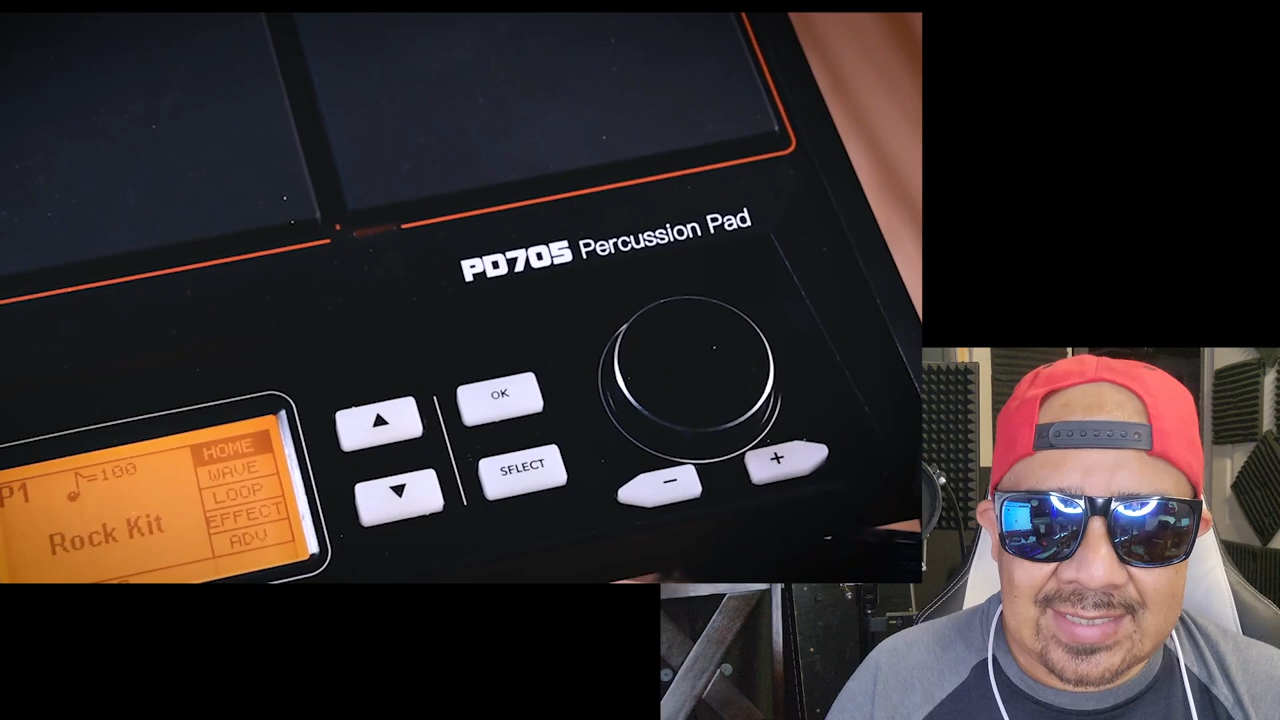 PD705 Percussion Pad
OK
SELECT
−
+
P1
♪=100
Rock Kit
HOME
WAVE
LOOP
EFFECT
ADV